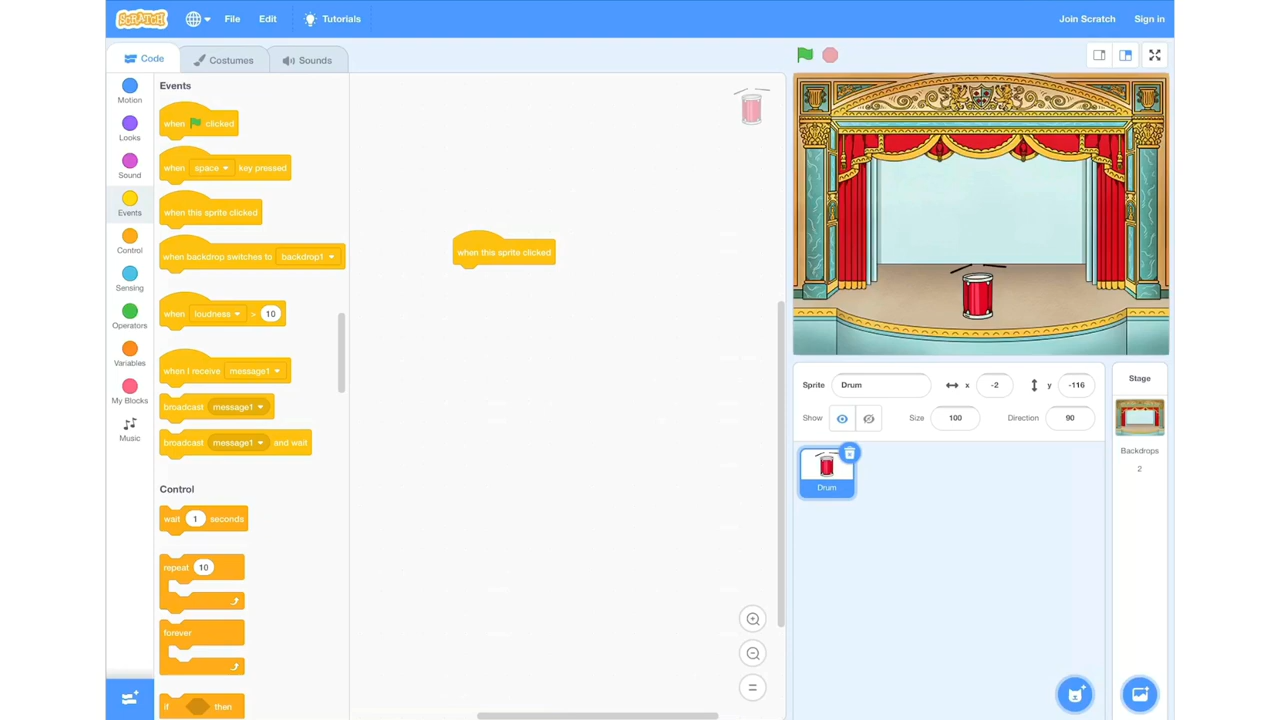 SCRATCH File Edit Tutorials Join Scratch Sign in
Code Costumes Sounds
Motion
Looks
Sound
Events
Control
Sensing
Operators
Variables
My Blocks
Music
Events
when clicked
when space key pressed
when this sprite clicked
when backdrop switches to backdrop1
when loudness > 10
when I receive message1
broadcast message1
broadcast message1 and wait
Control
wait 1 seconds
repeat 10
forever
if then
when this sprite clicked
Sprite Drum x -2 y -116
Show Size 100 Direction 90
Drum
Stage
Backdrops
2